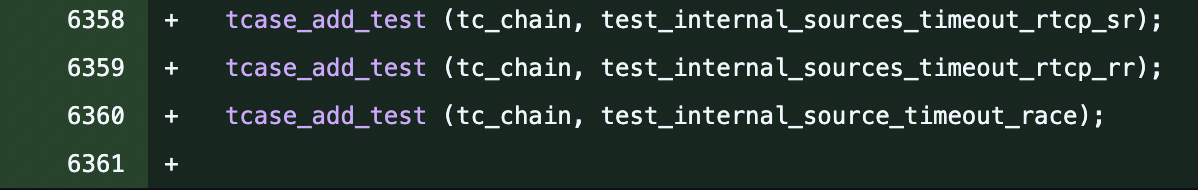 6358 +   tcase_add_test (tc_chain, test_internal_sources_timeout_rtcp_sr);
6359 +   tcase_add_test (tc_chain, test_internal_sources_timeout_rtcp_rr);
6360 +   tcase_add_test (tc_chain, test_internal_source_timeout_race);
6361 +